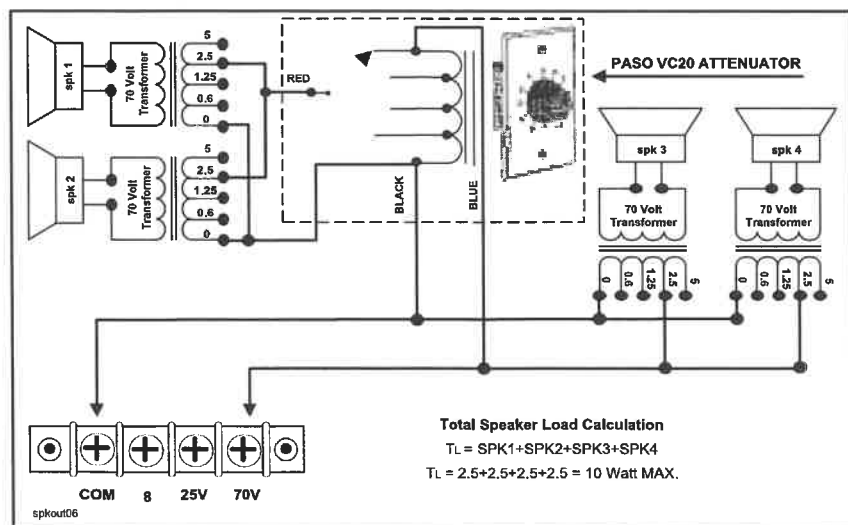 spk 1
70 Volt
Transformer
5
2.5
1.25
0.6
0
RED
PASO VC20 ATTENUATOR
spk 2
70 Volt
Transformer
5
2.5
1.25
0.6
0
BLACK
BLUE
spk 3
70 Volt
Transformer
0
0.6
1.25
2.5
5
spk 4
70 Volt
Transformer
0
0.6
1.25
2.5
5
COM
8
25V
70V
Total Speaker Load Calculation
TL = SPK1+SPK2+SPK3+SPK4
TL = 2.5+2.5+2.5+2.5 = 10 Watt MAX.
spkout06